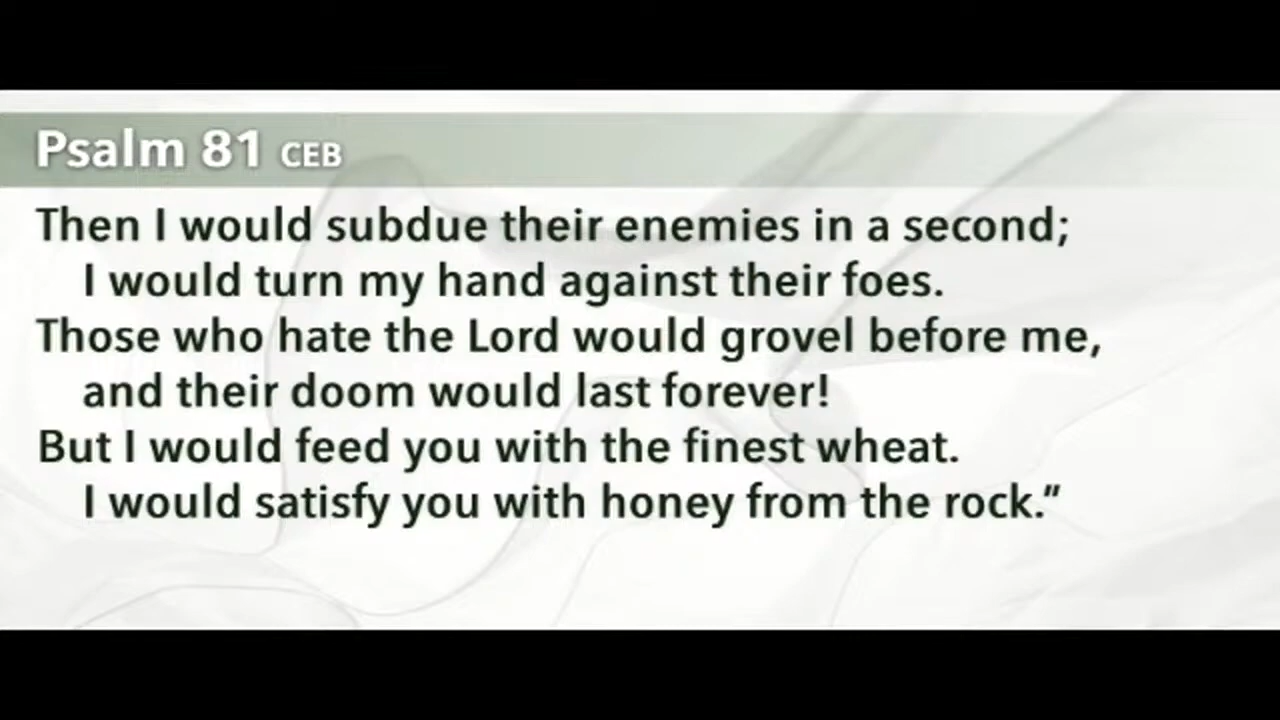 Psalm 81 CEB
Then I would subdue their enemies in a second;
I would turn my hand against their foes.
Those who hate the Lord would grovel before me,
and their doom would last forever!
But I would feed you with the finest wheat.
I would satisfy you with honey from the rock.”